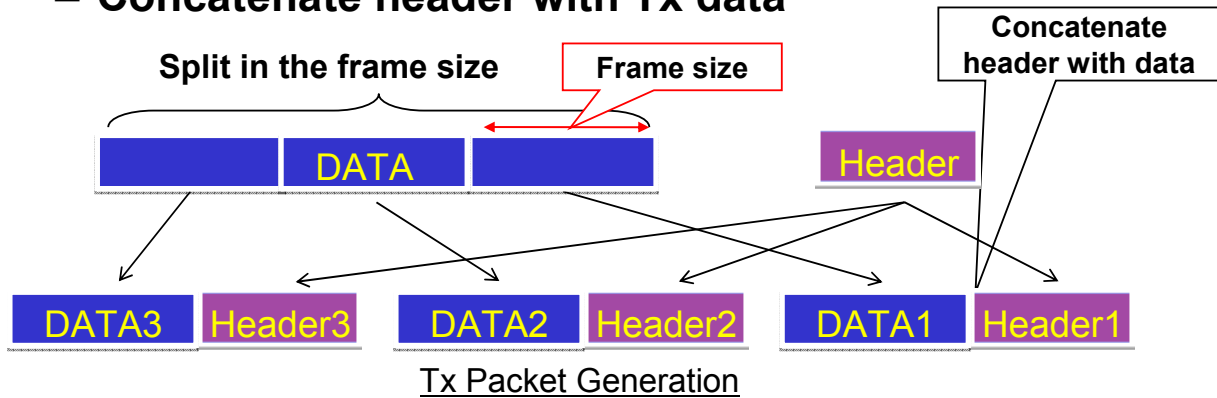 – Concatenate header with Tx data
Concatenate
header with data
Split in the frame size
Frame size
DATA
Header
DATA3
Header3
DATA2
Header2
DATA1
Header1
Tx Packet Generation